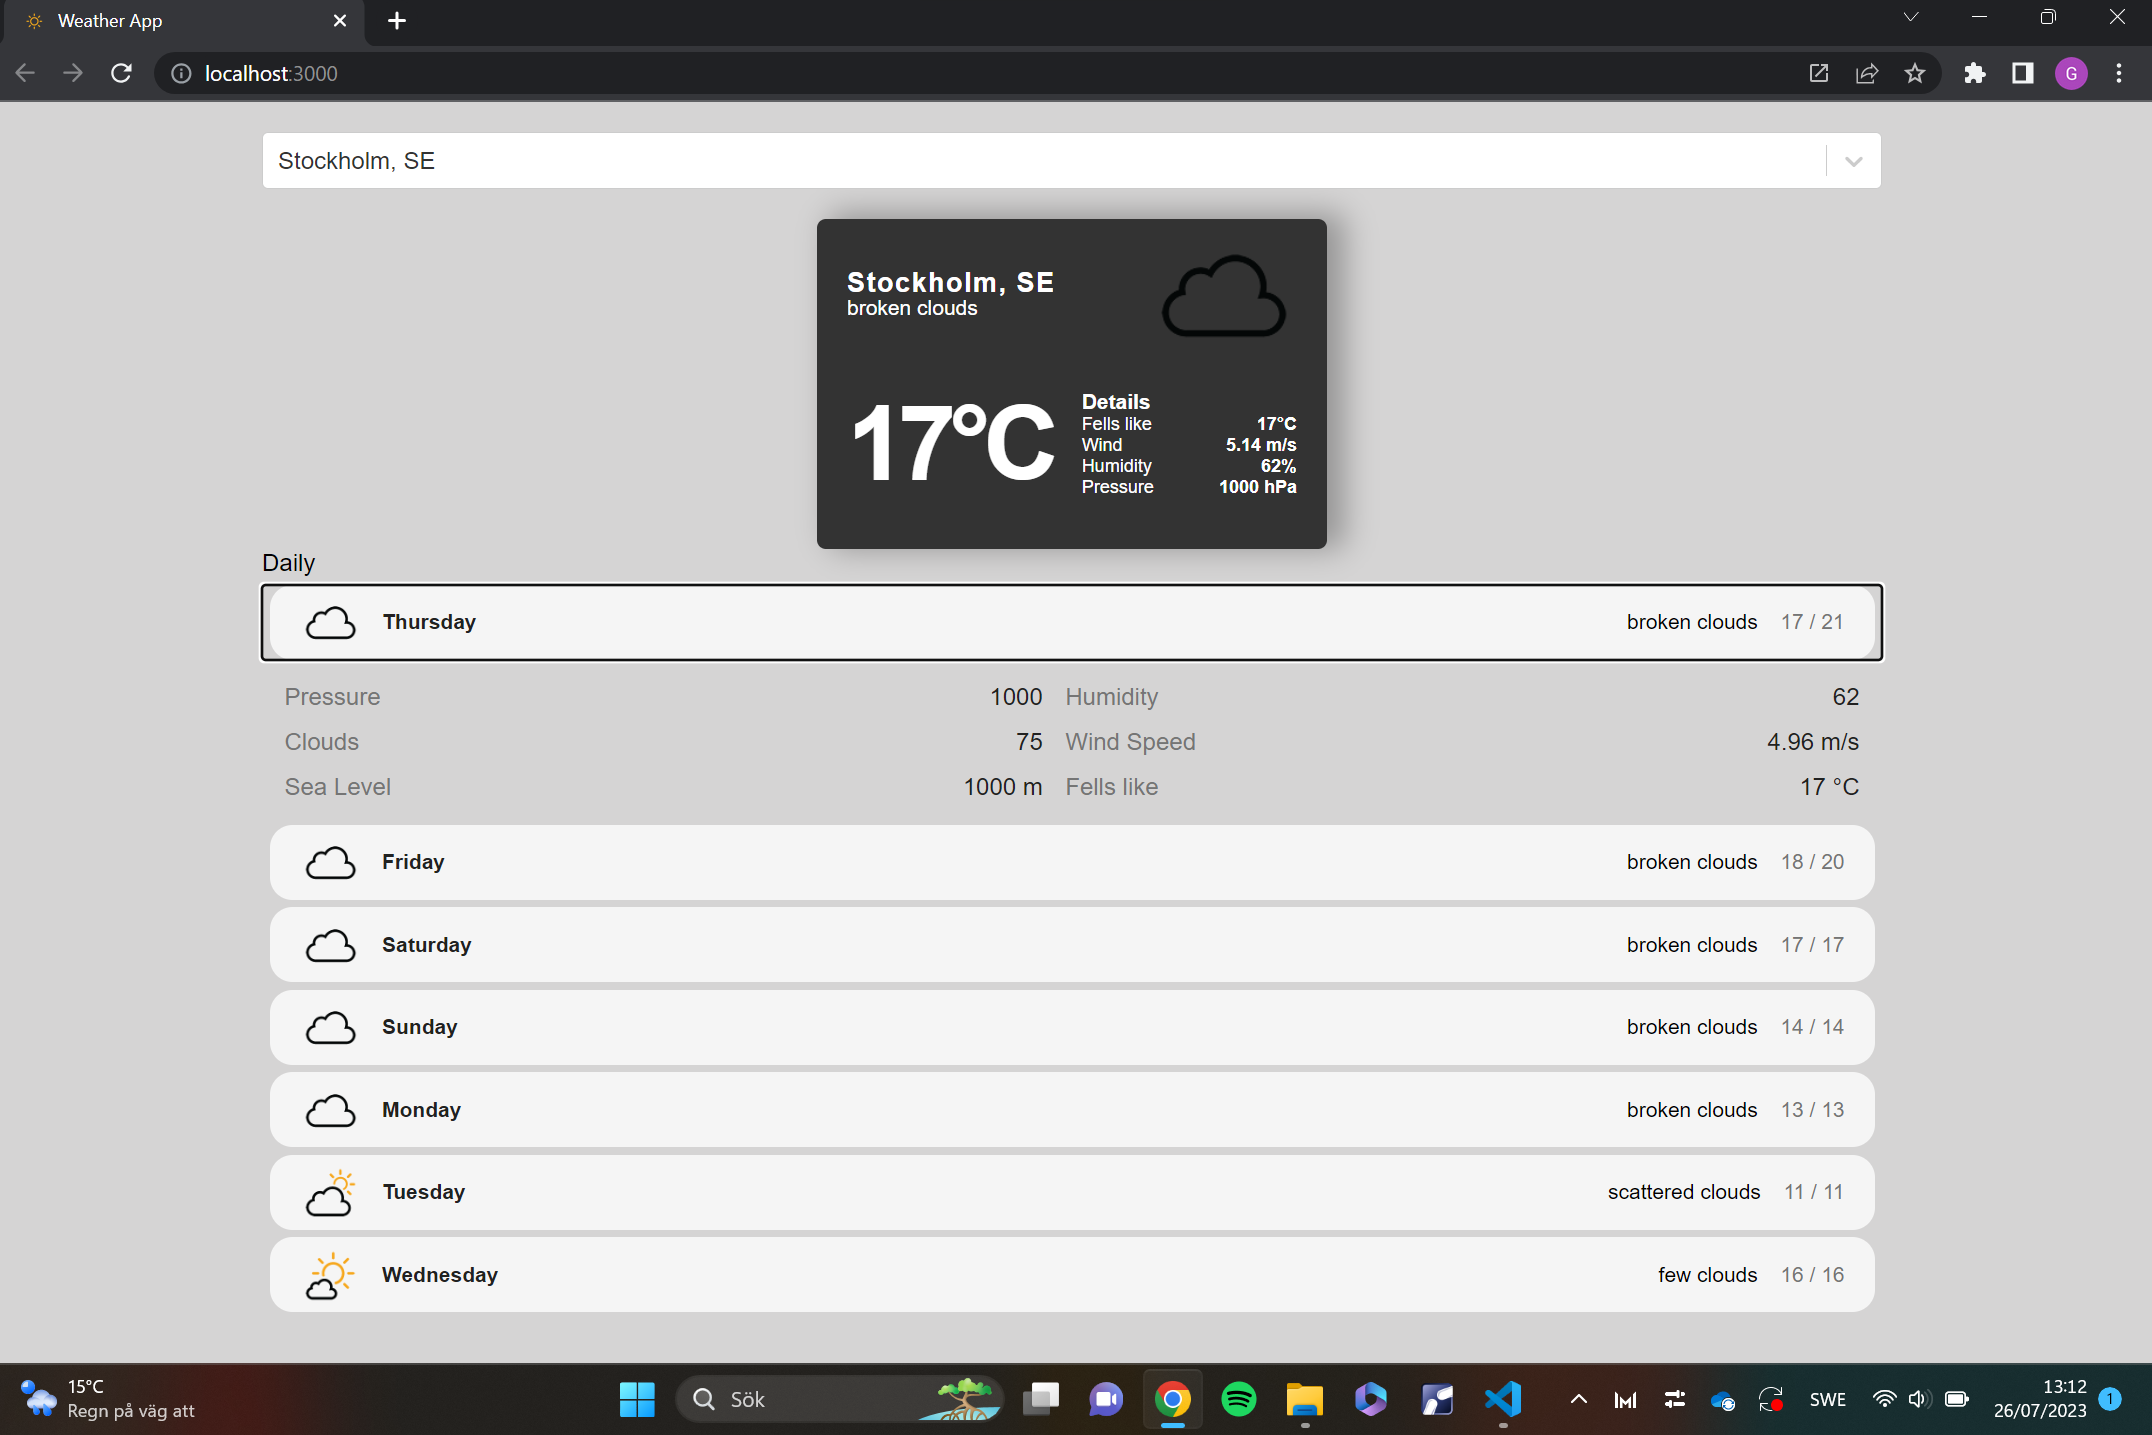 Weather App
localhost:3000
G
Stockholm, SE
Stockholm, SE
broken clouds
17°C
Details
Fells like 17°C
Wind 5.14 m/s
Humidity 62%
Pressure 1000 hPa
Daily
Thursday broken clouds 17 / 21
Pressure 1000 Humidity 62
Clouds 75 Wind Speed 4.96 m/s
Sea Level 1000 m Fells like 17 °C
Friday broken clouds 18 / 20
Saturday broken clouds 17 / 17
Sunday broken clouds 14 / 14
Monday broken clouds 13 / 13
Tuesday scattered clouds 11 / 11
Wednesday few clouds 16 / 16
15°C
Regn på väg att
Sök
SWE
13:12
26/07/2023
1